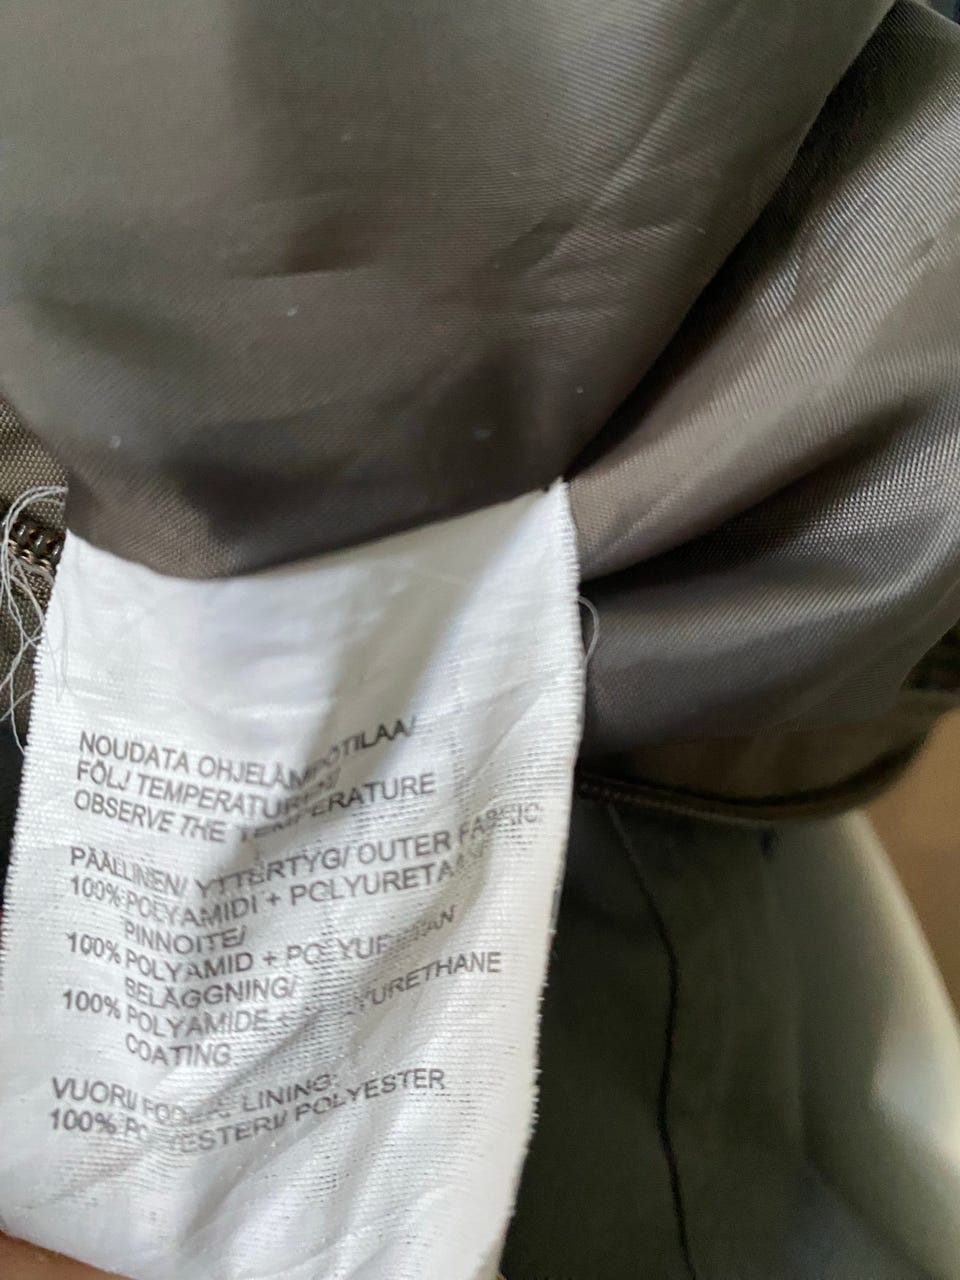 NOUDATA OHJELÄMPÖTILAA/
FÖLJ TEMPERATUREN/
OBSERVE THE TEMPERATURE
PÄÄLLINEN/ YTTERTYG/ OUTER FABRIC:
100% POLYAMIDI + POLYURETAANI
PINNOITE/
100% POLYAMID + POLYURETHAN
BELÄGGNING/
100% POLYAMIDE + POLYURETHANE
COATING
VUORI/ FODER/ LINING:
100% POLYESTERI/ POLYESTER